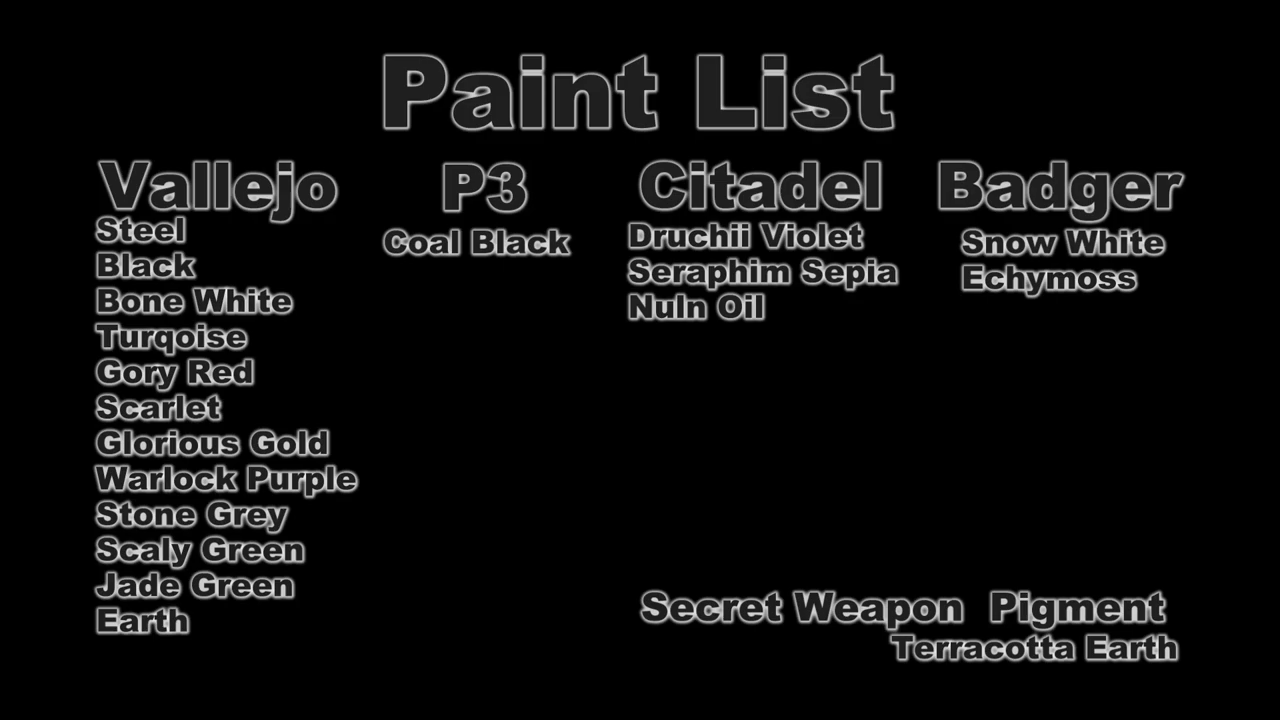 Paint List
Vallejo
Steel
Black
Bone White
Turqoise
Gory Red
Scarlet
Glorious Gold
Warlock Purple
Stone Grey
Scaly Green
Jade Green
Earth
P3
Coal Black
Citadel
Druchii Violet
Seraphim Sepia
Nuln Oil
Badger
Snow White
Echymoss
Secret Weapon Pigment
Terracotta Earth